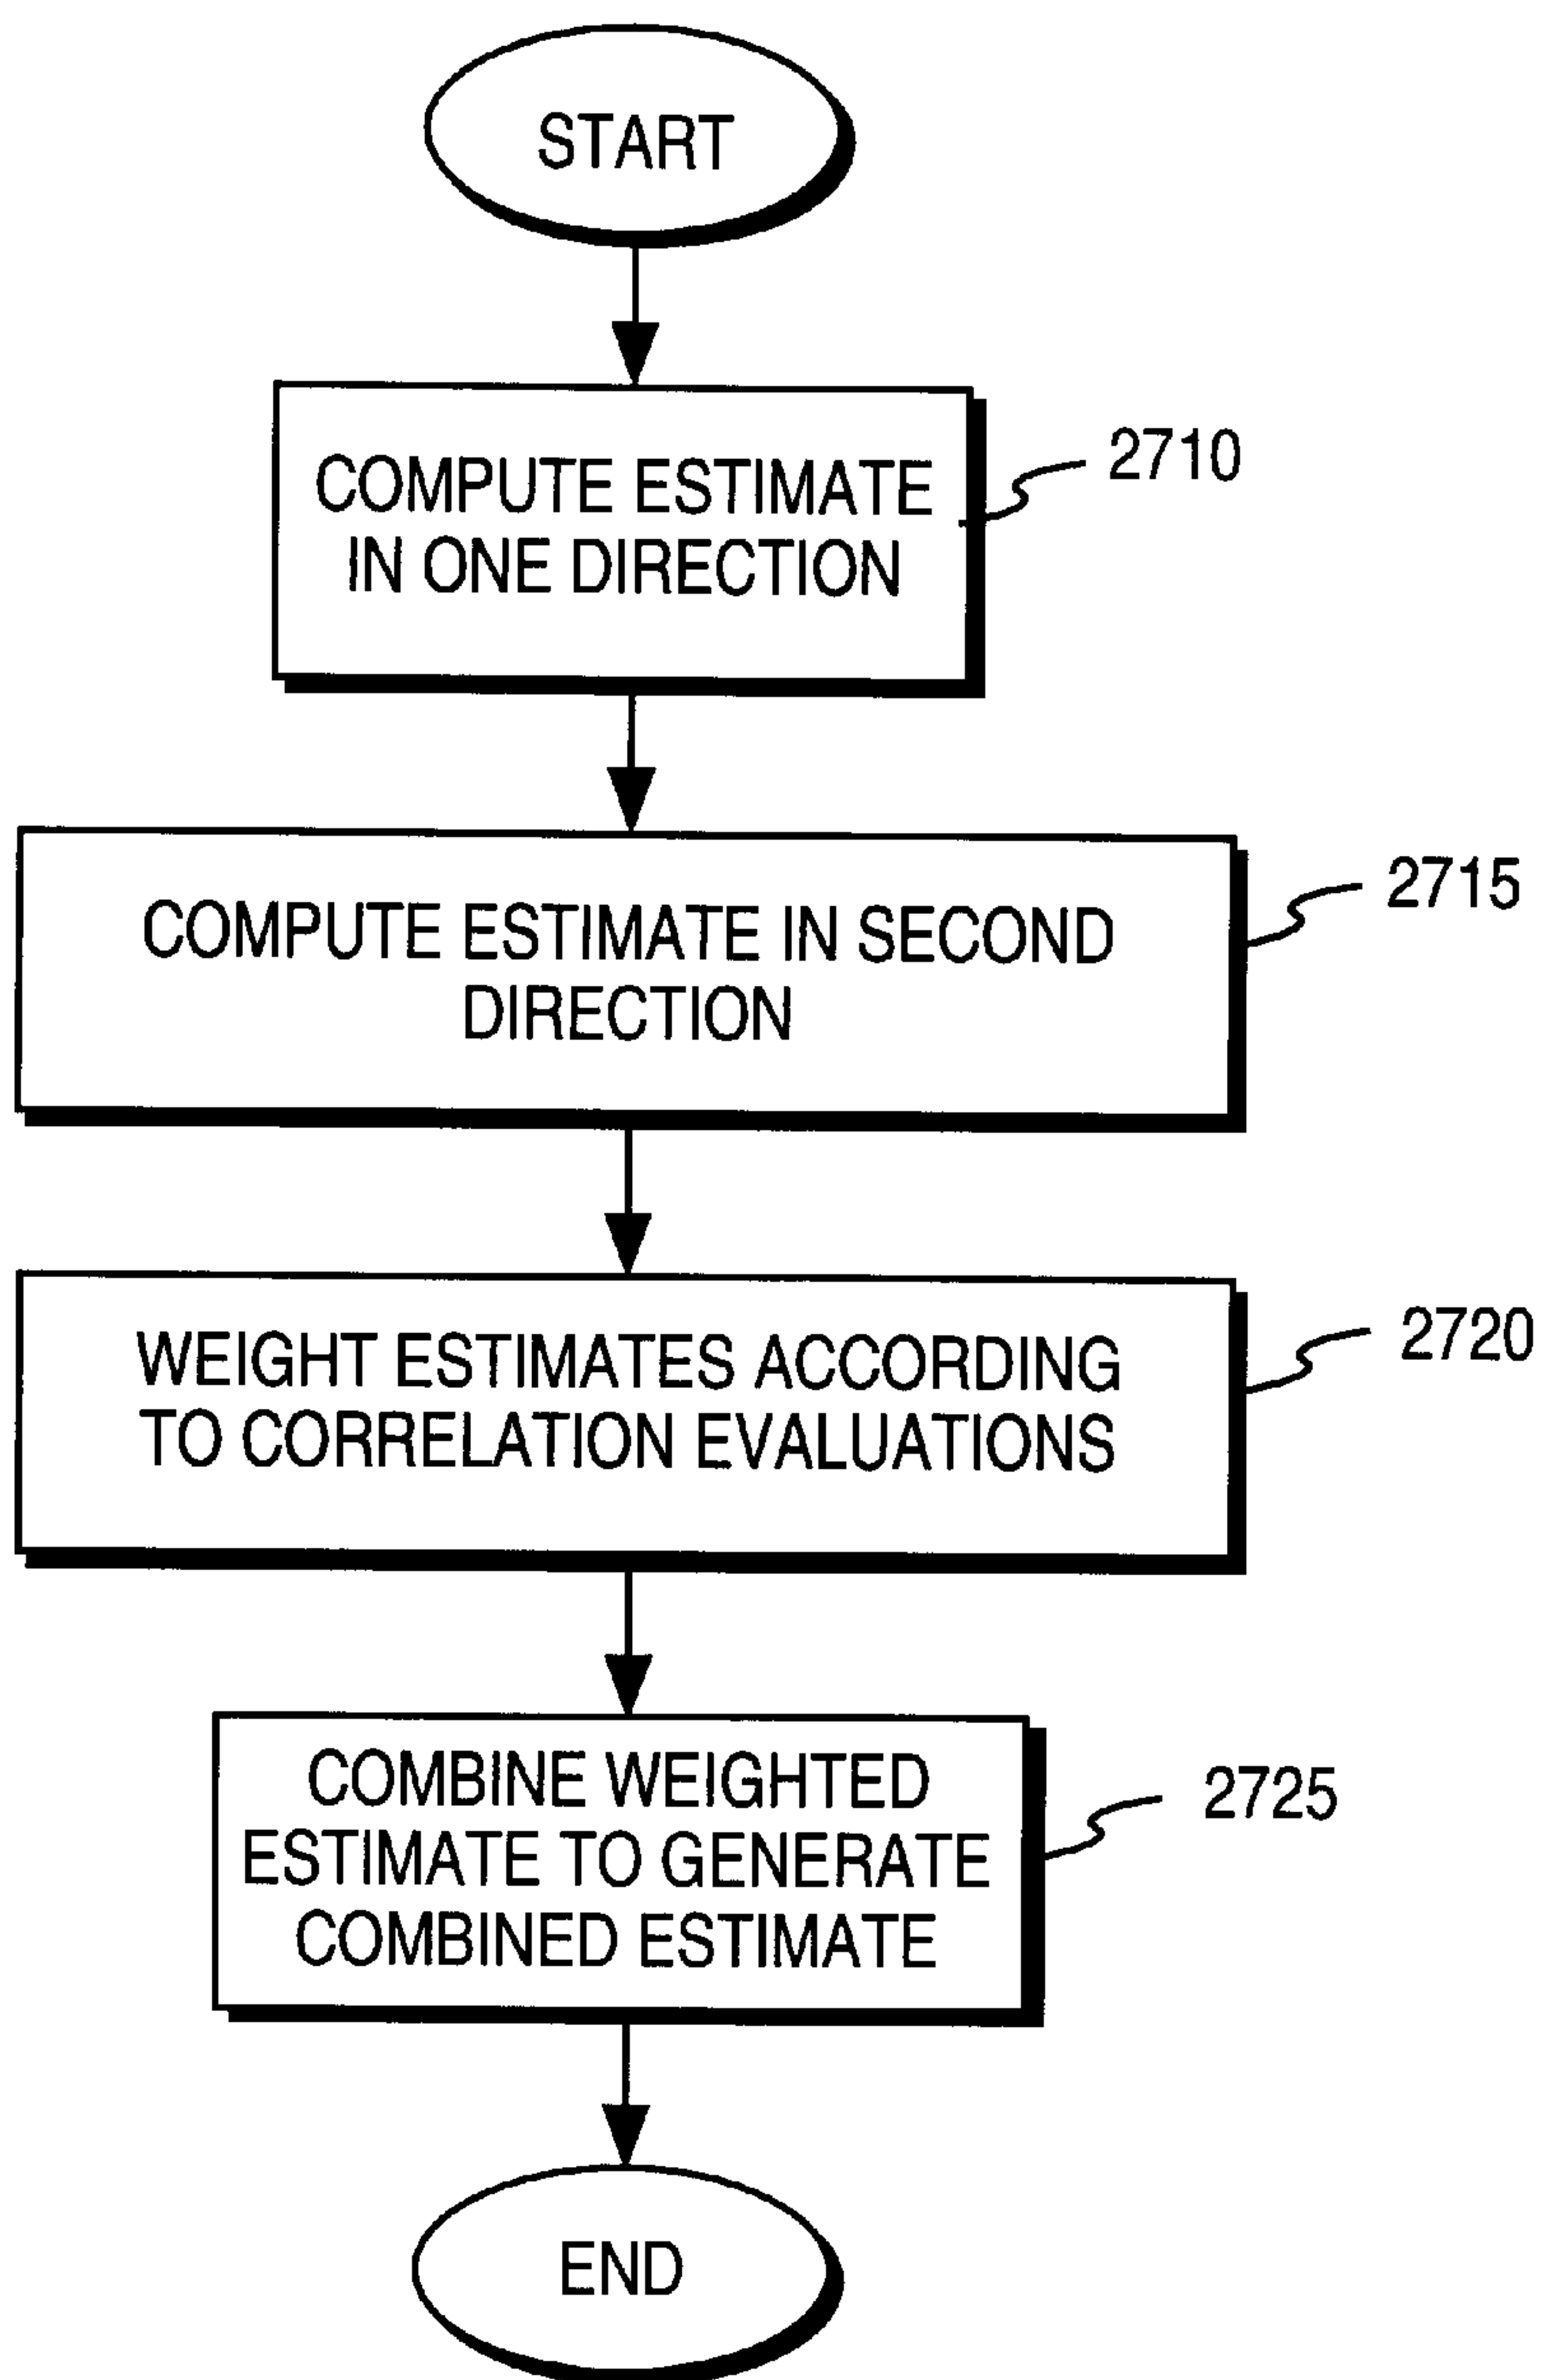 START
COMPUTE ESTIMATE
IN ONE DIRECTION
2710
COMPUTE ESTIMATE IN SECOND
DIRECTION
2715
WEIGHT ESTIMATES ACCORDING
TO CORRELATION EVALUATIONS
2720
COMBINE WEIGHTED
ESTIMATE TO GENERATE
COMBINED ESTIMATE
2725
END